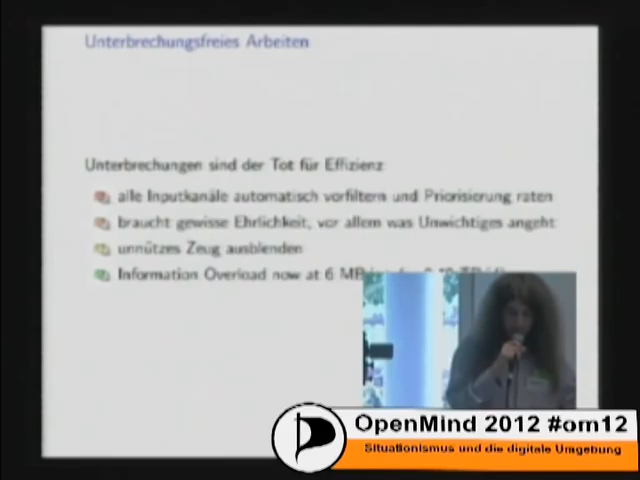 Unterbrechungsfreies Arbeiten
Unterbrechungen sind der Tot für Effizienz
alle Inputkanäle automatisch vorfiltern und Priorisierung raten
braucht gewisse Ehrlichkeit, vor allem was Unwichtiges angeht
unnützes Zeug ausblenden
Information Overload now at 6 MB
OpenMind 2012 #om12
Situationismus und die digitale Umgebung